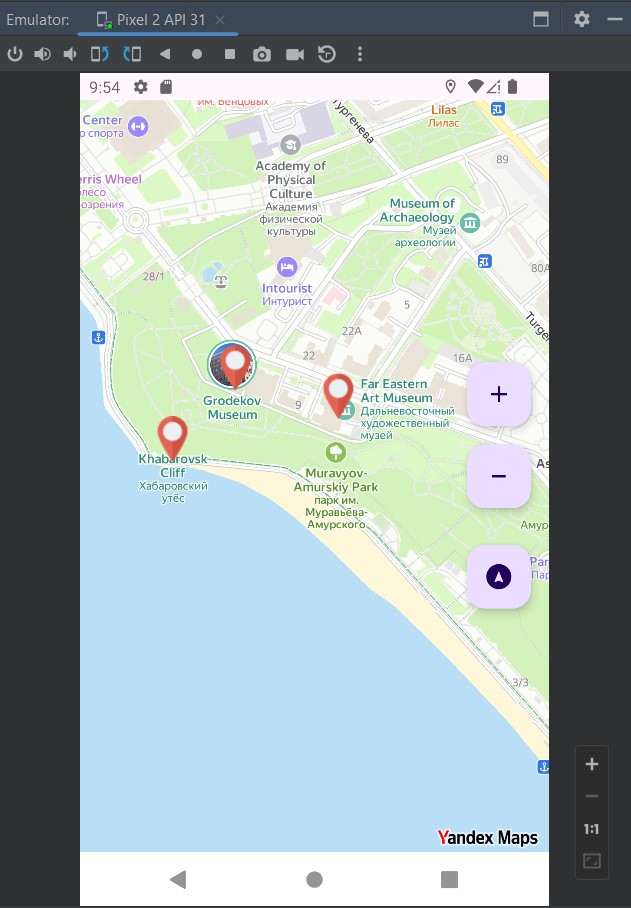 Emulator:
Pixel 2 API 31
9:54
им. Венцовых
Center
о спорта
Тургенева
Lilas
Лилас
89
Academy of
Physical
Culture
Академия
физической
культуры
erris Wheel
олесо
бозрения
Museum of
Archaeology
Музей
археологии
80А
28/1
Intourist
Интурист
5
22А
Turge
22
16А
Far Eastern
Art Museum
Дальневосточный
художественный
музей
9
Grodekov
Museum
+
Khabarovsk
Cliff
Хабаровский
утёс
Muravyov-
Amurskiy Park
парк им.
Муравьёва-
Амурского
As
−
Амур
Par
Пар
3/3
1:1
Yandex Maps